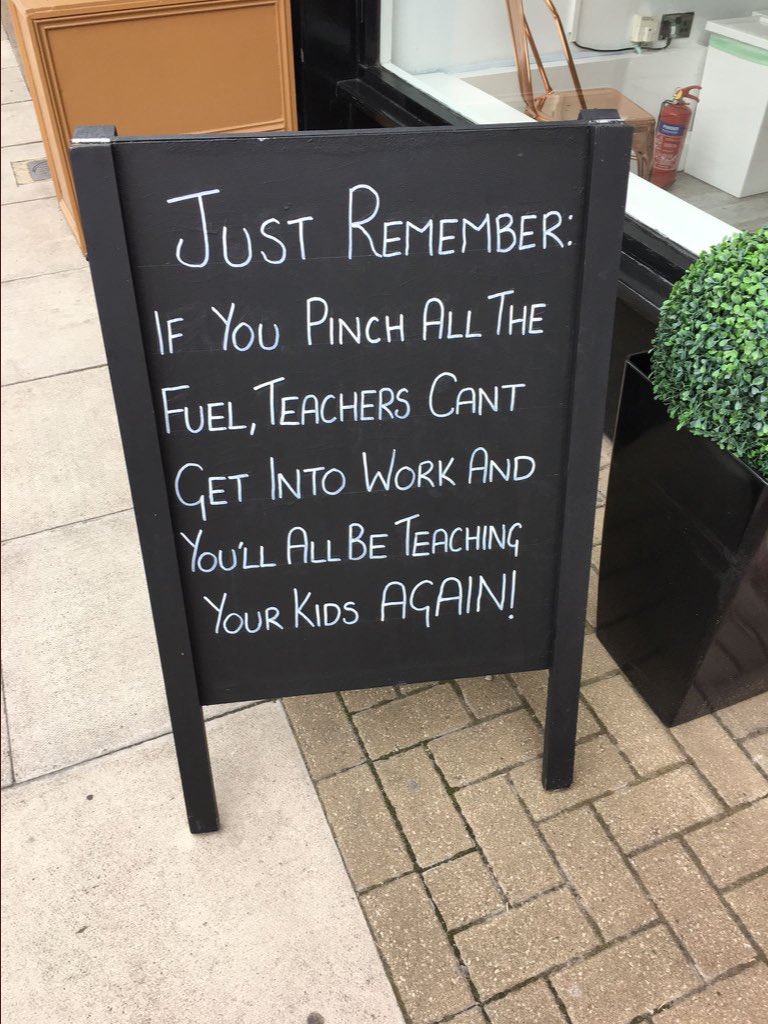 JUST REMEMBER:
IF YOU PINCH ALL THE
FUEL, TEACHERS CANT
GET INTO WORK AND
YOU'LL ALL BE TEACHING
YOUR KIDS AGAIN!